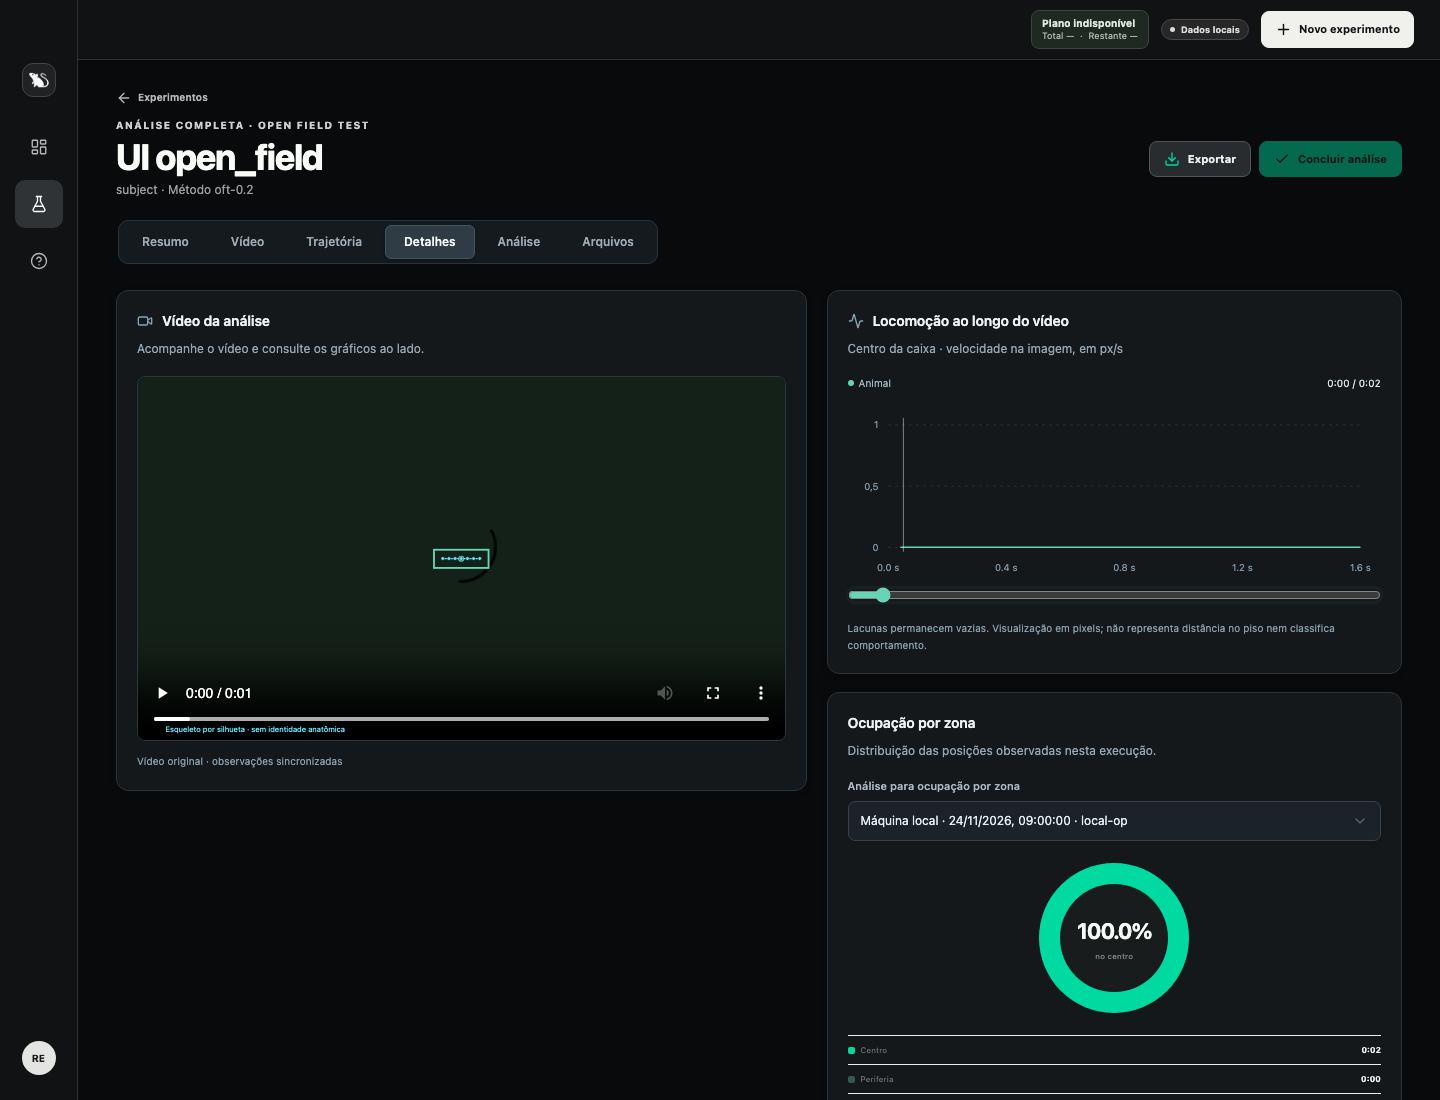 Plano indisponível
Total — · Restante —
Dados locais
Novo experimento
Experimentos
ANÁLISE COMPLETA · OPEN FIELD TEST
UI open_field
subject · Método oft-0.2
Exportar
Concluir análise
Resumo
Vídeo
Trajetória
Detalhes
Análise
Arquivos
Vídeo da análise
Acompanhe o vídeo e consulte os gráficos ao lado.
0:00 / 0:01
Esqueleto por silhueta · sem identidade anatômica
Vídeo original · observações sincronizadas
Locomoção ao longo do vídeo
Centro da caixa · velocidade na imagem, em px/s
Animal
0:00 / 0:02
1
0,5
0
0.0 s
0.4 s
0.8 s
1.2 s
1.6 s
Lacunas permanecem vazias. Visualização em pixels; não representa distância no piso nem classifica
comportamento.
Ocupação por zona
Distribuição das posições observadas nesta execução.
Análise para ocupação por zona
Máquina local · 24/11/2026, 09:00:00 · local-op
100.0%
no centro
Centro
0:02
Periferia
0:00
RE